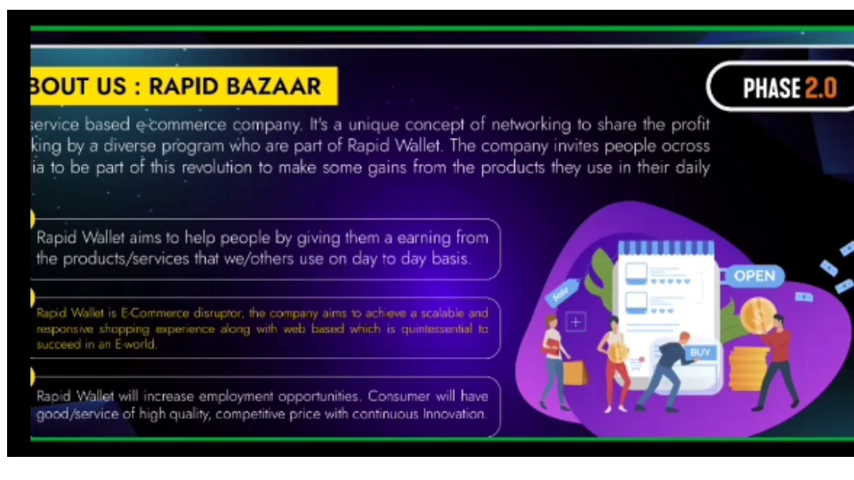 BOUT US : RAPID BAZAAR
PHASE 2.0
service based e-commerce company. It's a unique concept of networking to share the profit
king by a diverse program who are part of Rapid Wallet. The company invites people ocross
ia to be part of this revolution to make some gains from the products they use in their daily
Rapid Wallet aims to help people by giving them a earning from
the products/services that we/others use on day to day basis.
Rapid Wallet is E-Commerce disruptor, the company aims to achieve a scalable and
responsive shopping experience along with web based which is quintessential to
succeed in an E-world.
Rapid Wallet will increase employment opportunities. Consumer will have
good/service of high quality, competitive price with continuous Innovation.
OPEN
Sale
BUY